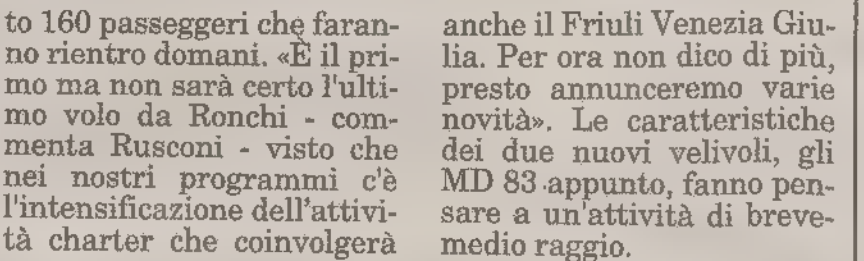 to 160 passeggeri che faran-
no rientro domani. «È il pri-
mo ma non sarà certo l'ulti-
mo volo da Ronchi - com-
menta Rusconi - visto che
nei nostri programmi c'è
l'intensificazione dell'attivi-
tà charter che coinvolgerà
anche il Friuli Venezia Giu-
lia. Per ora non dico di più,
presto annunceremo varie
novità». Le caratteristiche
dei due nuovi velivoli, gli
MD 83 appunto, fanno pen-
sare a un'attività di breve-
medio raggio.